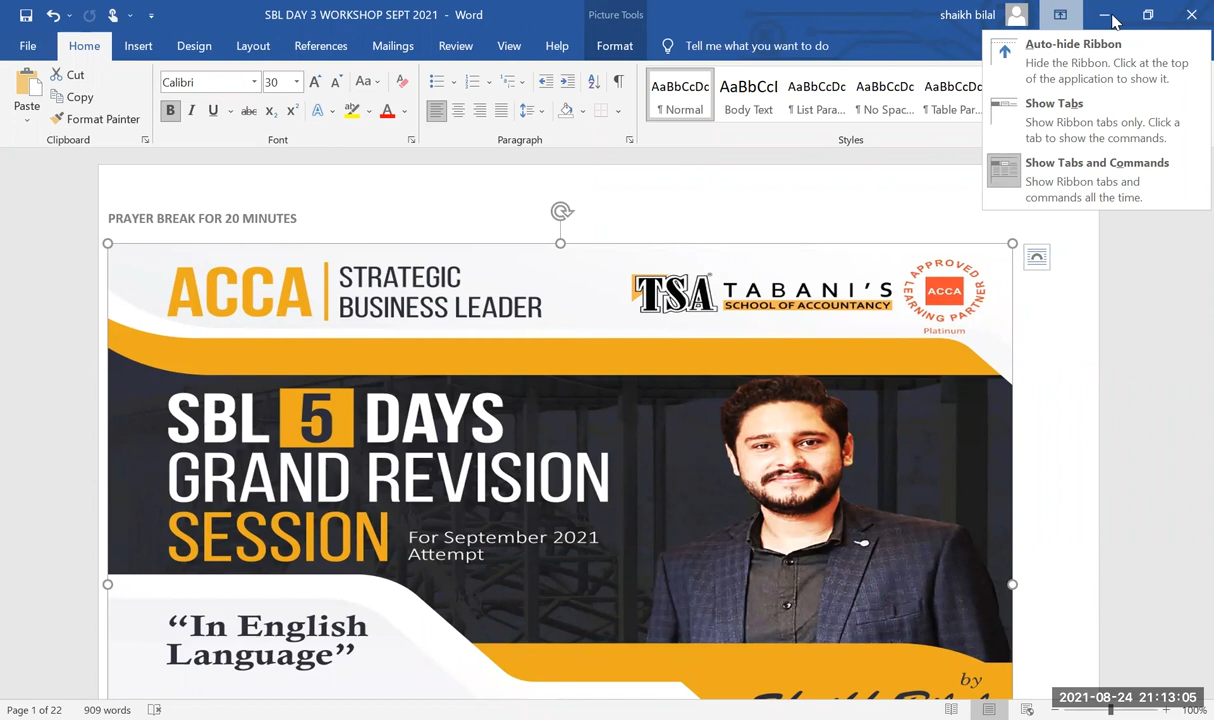 SBL DAY 3 WORKSHOP SEPT 2021 - Word
Picture Tools
shaikh bilal
File
Home
Insert
Design
Layout
References
Mailings
Review
View
Help
Format
Tell me what you want to do
Paste
Cut
Copy
Format Painter
Clipboard
Calibri
30
Aa
B I U abc X₂ X²
Font
Paragraph
AaBbCcDc
¶ Normal
AaBbCcI
Body Text
AaBbCcDc
¶ List Para...
AaBbCcDc
¶ No Spac...
AaBbCcDc
¶ Table Par...
Styles
Auto-hide Ribbon
Hide the Ribbon. Click at the top
of the application to show it.
Show Tabs
Show Ribbon tabs only. Click a
tab to show the commands.
Show Tabs and Commands
Show Ribbon tabs and
commands all the time.
PRAYER BREAK FOR 20 MINUTES
ACCA
STRATEGIC
BUSINESS LEADER
TSA
TABANI'S
SCHOOL OF ACCOUNTANCY
APPROVED
LEARNING PARTNER
ACCA
Platinum
SBL 5 DAYS
GRAND REVISION
SESSION
For September 2021
Attempt
“In English
Language”
by
Page 1 of 22
909 words
2021-08-24 21:13:05
100%